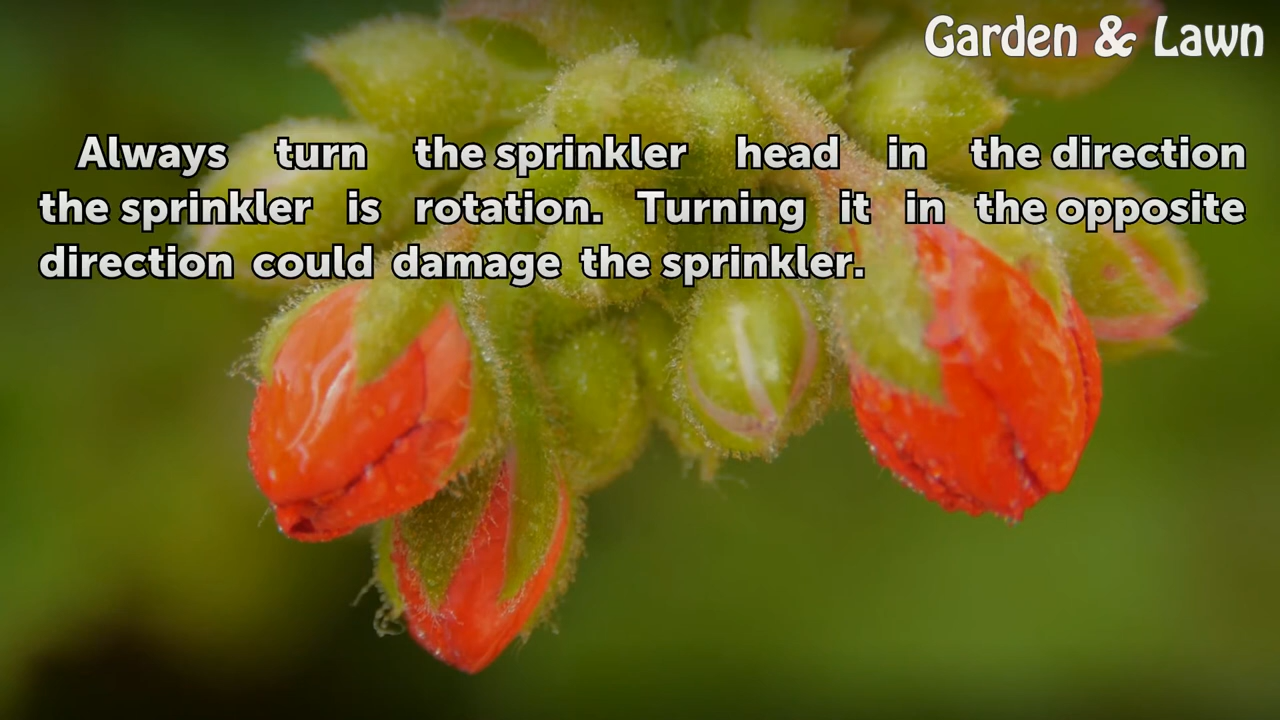 Garden & Lawn
Always turn the sprinkler head in the direction
the sprinkler is rotation. Turning it in the opposite
direction could damage the sprinkler.